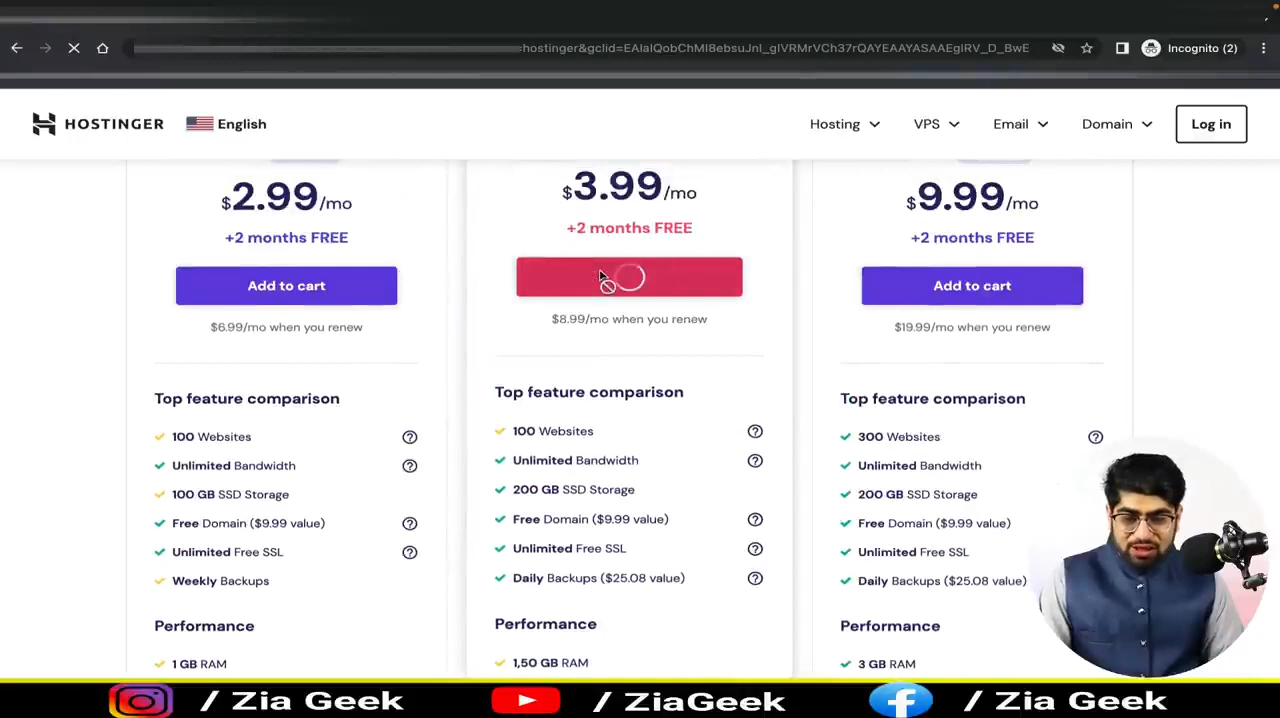 =hostinger&gclid=EAIaIQobChMI8ebsuJnI_gIVRMrVCh37rQAYEAAYASAAEgIRV_D_BwE
Incognito (2)
HOSTINGER
English
Hosting
VPS
Email
Domain
Log in
$2.99/mo
+2 months FREE
Add to cart
$6.99/mo when you renew
Top feature comparison
100 Websites
Unlimited Bandwidth
100 GB SSD Storage
Free Domain ($9.99 value)
Unlimited Free SSL
Weekly Backups
Performance
1 GB RAM
$3.99/mo
+2 months FREE
$8.99/mo when you renew
Top feature comparison
100 Websites
Unlimited Bandwidth
200 GB SSD Storage
Free Domain ($9.99 value)
Unlimited Free SSL
Daily Backups ($25.08 value)
Performance
1,50 GB RAM
$9.99/mo
+2 months FREE
Add to cart
$19.99/mo when you renew
Top feature comparison
300 Websites
Unlimited Bandwidth
200 GB SSD Storage
Free Domain ($9.99 value)
Unlimited Free SSL
Daily Backups ($25.08 value)
Performance
3 GB RAM
/ Zia Geek
/ ZiaGeek
/ Zia Geek